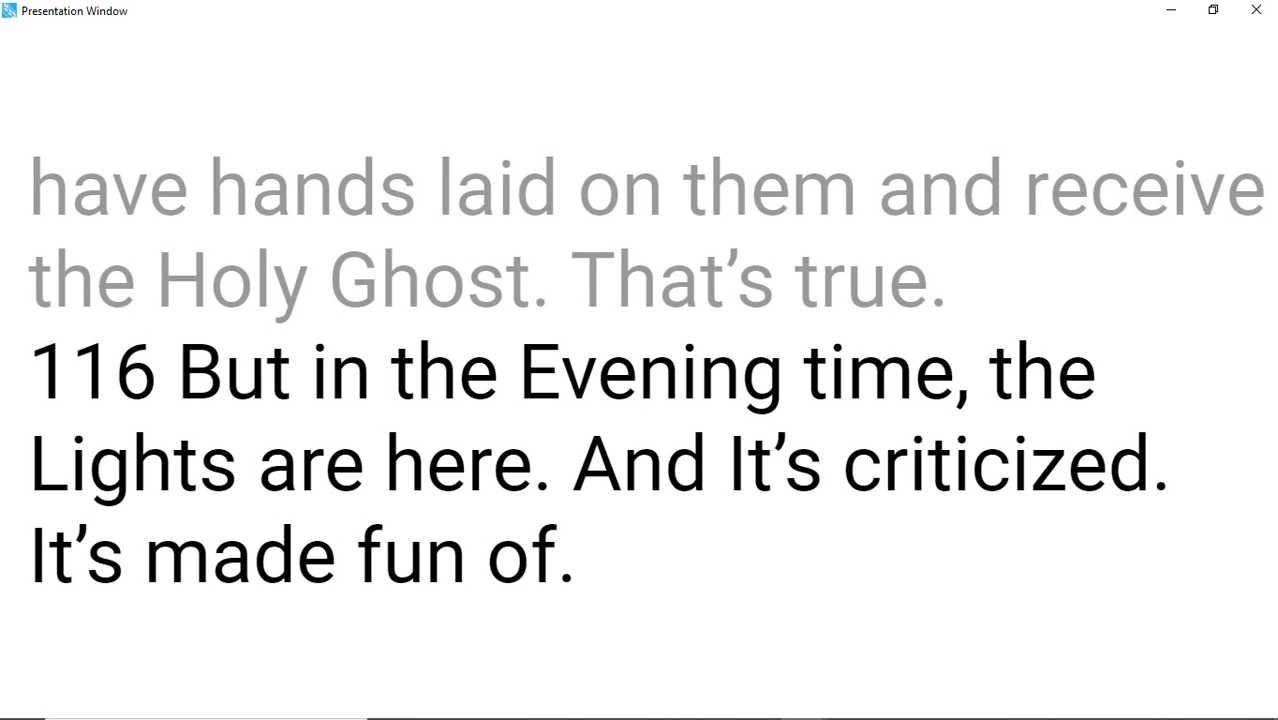 Presentation Window
have hands laid on them and receive
the Holy Ghost. That’s true.
116 But in the Evening time, the
Lights are here. And It’s criticized.
It’s made fun of.